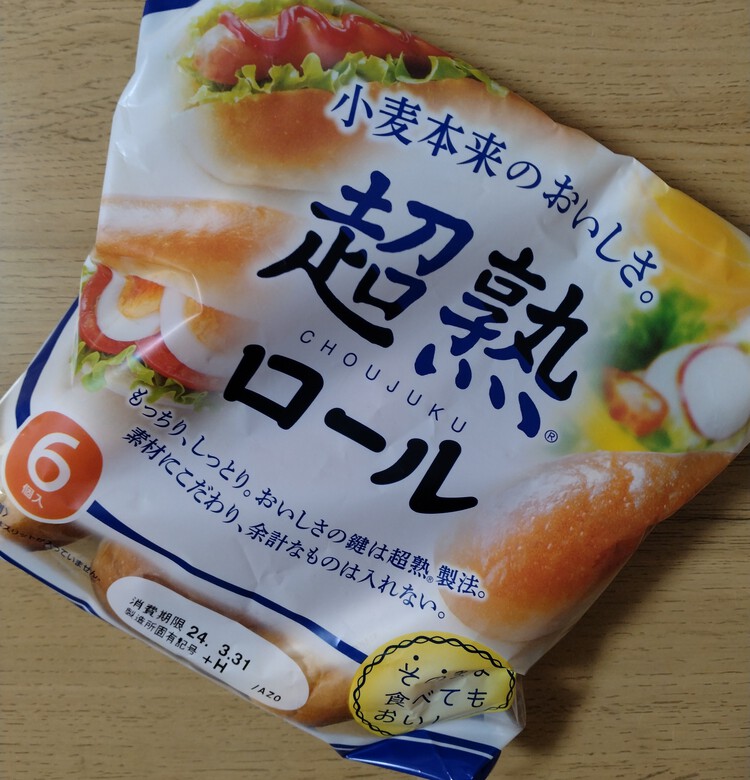 小麦本来のおいしさ。
超熟®
CHOUJUKU
ロール
もっちり、しっとり。おいしさの鍵は超熟®製法。
素材にこだわり、余計なものは入れない。
6
個入
消費期限 24. 3.31
製造所固有記号 +H /AZO
食べても